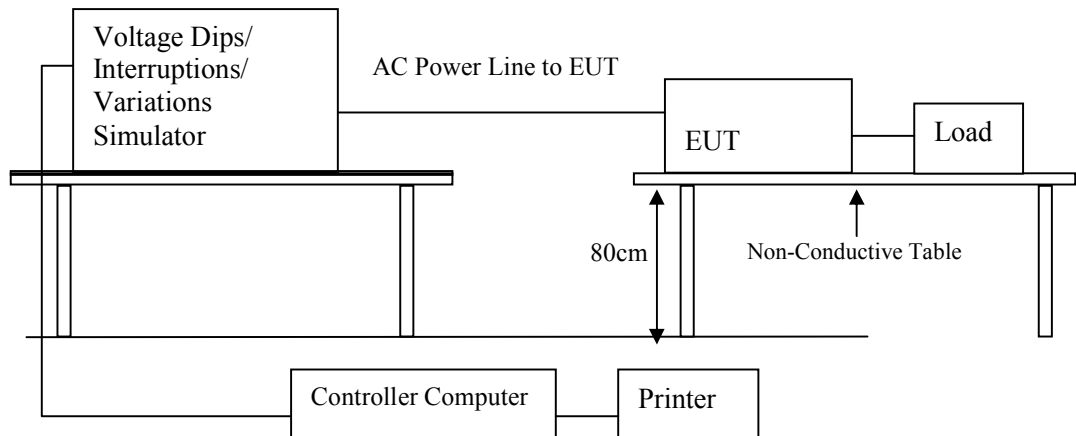 Voltage Dips/
Interruptions/
Variations
Simulator
AC Power Line to EUT
EUT
Load
80cm
Non-Conductive Table
Controller Computer
Printer